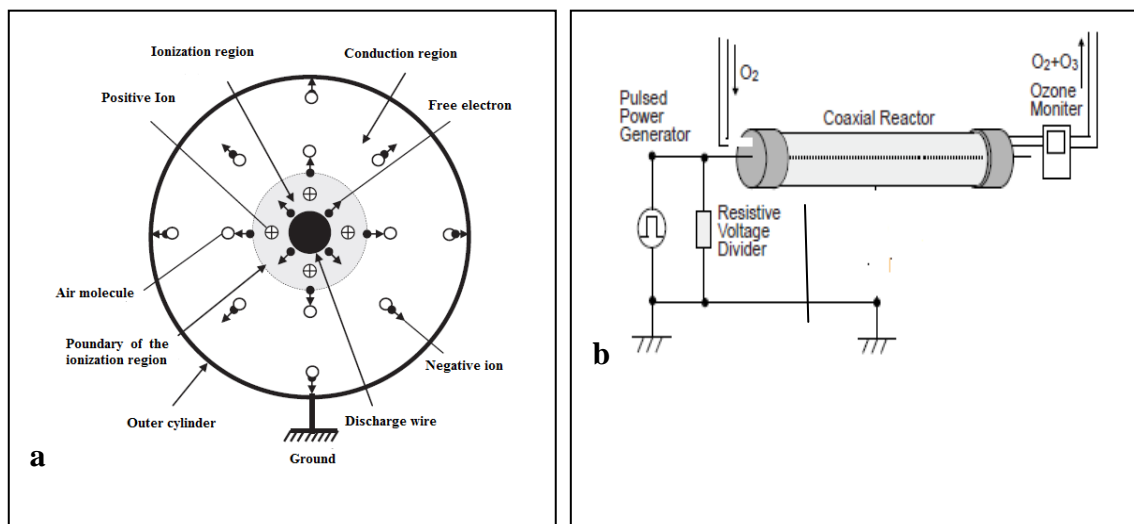 Ionization region
Conduction region
Positive Ion
Free electron
Air molecule
Poundary of the
ionization region
Negative ion
Outer cylinder
Discharge wire
Ground
a
O2
O2+O3
Ozone
Moniter
Pulsed
Power
Generator
Coaxial Reactor
Resistive
Voltage
Divider
b